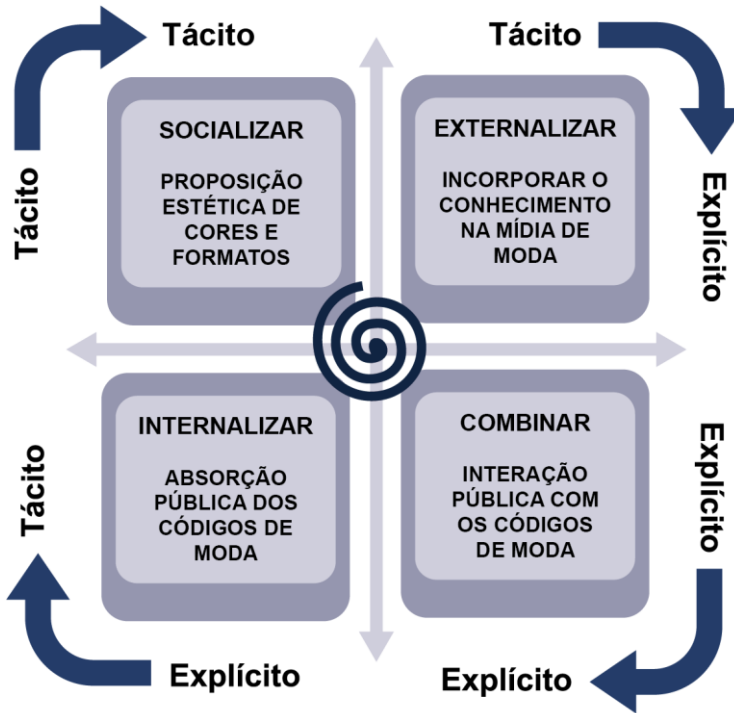 Tácito
Tácito
Tácito
SOCIALIZAR
PROPOSIÇÃO
ESTÉTICA DE
CORES E
FORMATOS
EXTERNALIZAR
INCORPORAR O
CONHECIMENTO
NA MÍDIA DE
MODA
Explícito
Tácito
INTERNALIZAR
ABSORÇÃO
PÚBLICA DOS
CÓDIGOS DE
MODA
COMBINAR
INTERAÇÃO
PÚBLICA COM
OS CÓDIGOS
DE MODA
Explícito
Explícito
Explícito